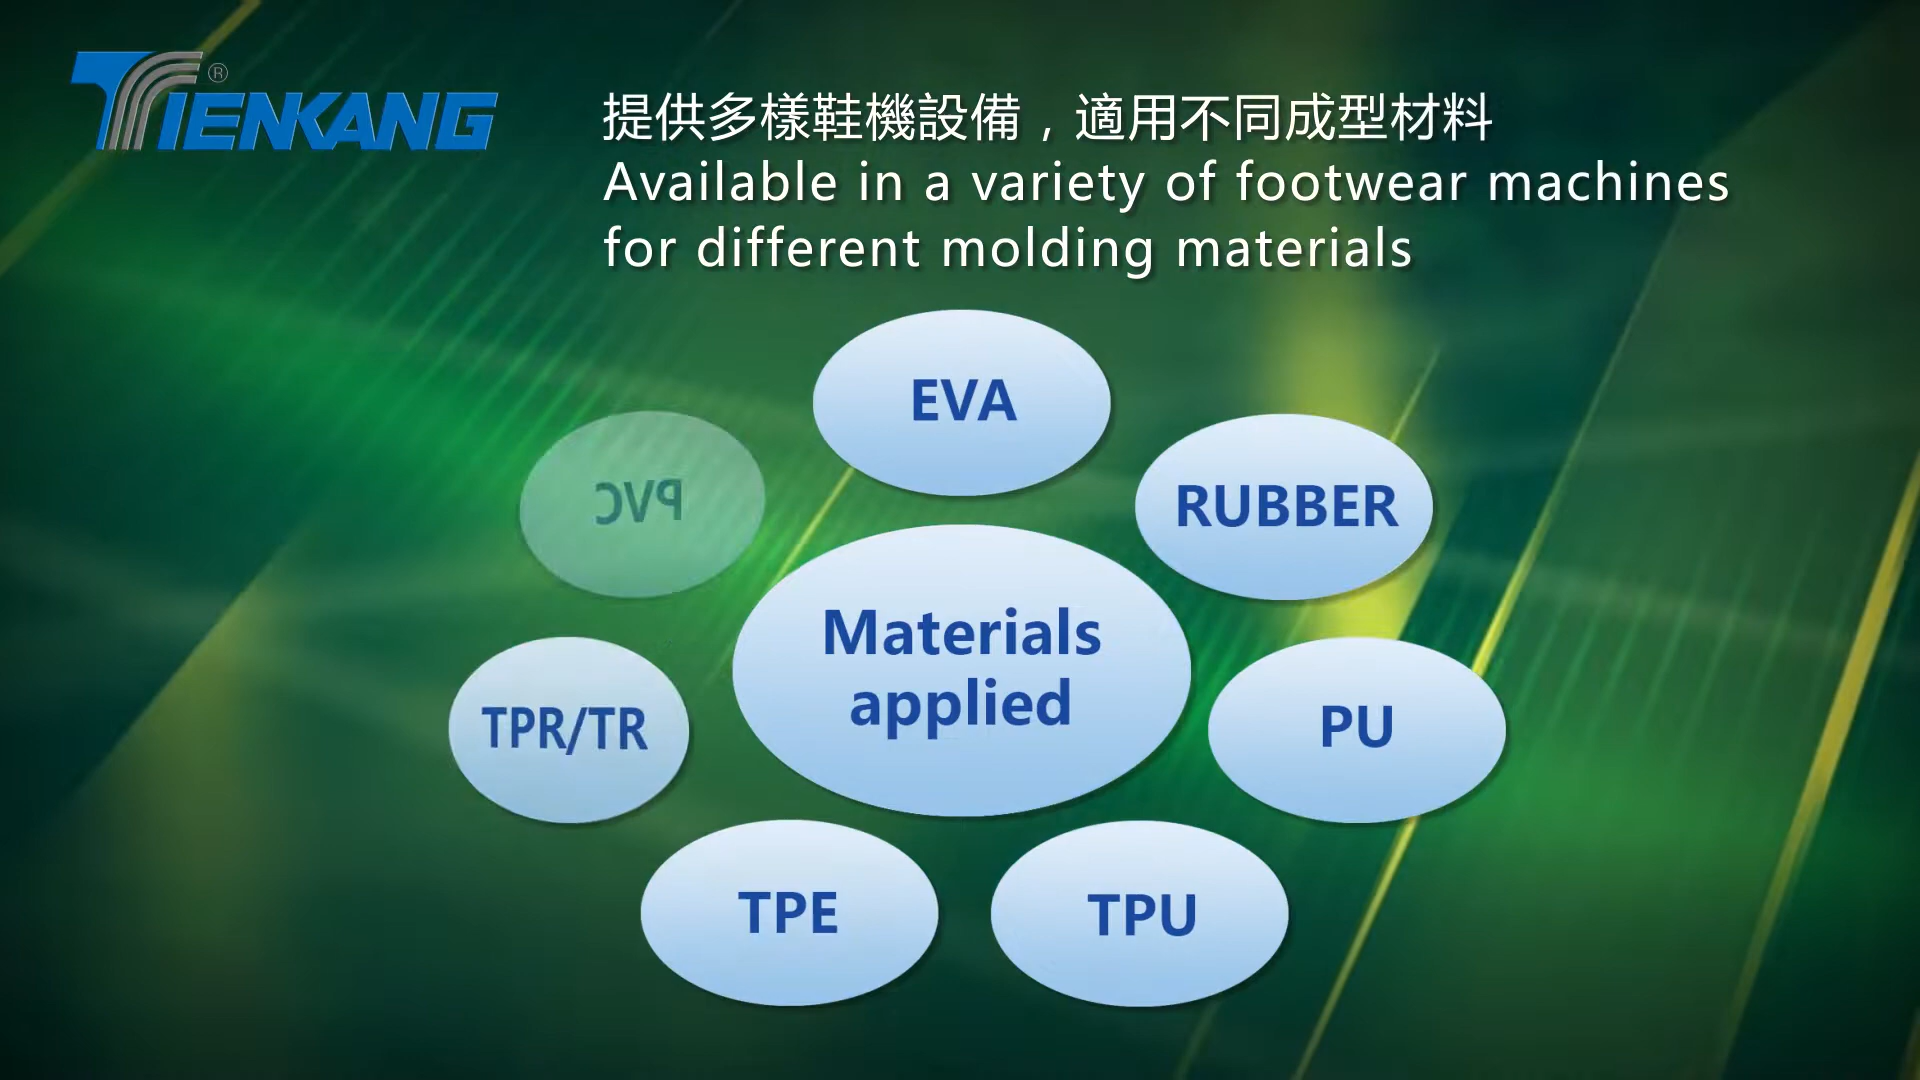 TIENKANG®
提供多樣鞋機設備，適用不同成型材料
Available in a variety of footwear machines
for different molding materials
EVA
PVC
RUBBER
Materials
applied
TPR/TR
PU
TPE
TPU